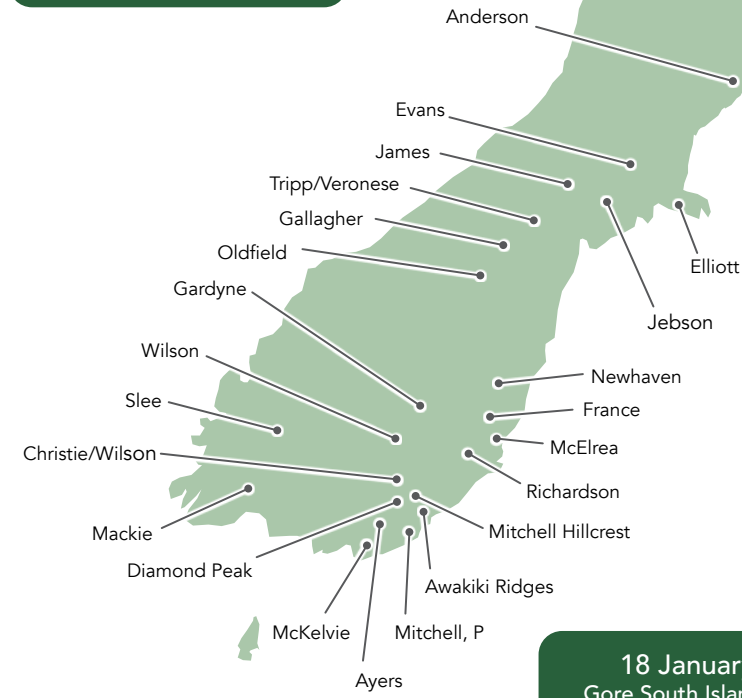 Anderson
Evans
James
Tripp/Veronese
Gallagher
Oldfield
Elliott
Gardyne
Jebson
Wilson
Newhaven
Slee
France
McElrea
Christie/Wilson
Richardson
Mackie
Mitchell Hillcrest
Diamond Peak
Awakiki Ridges
McKelvie
Mitchell, P
Ayers
18 Januar
Gore South Islan